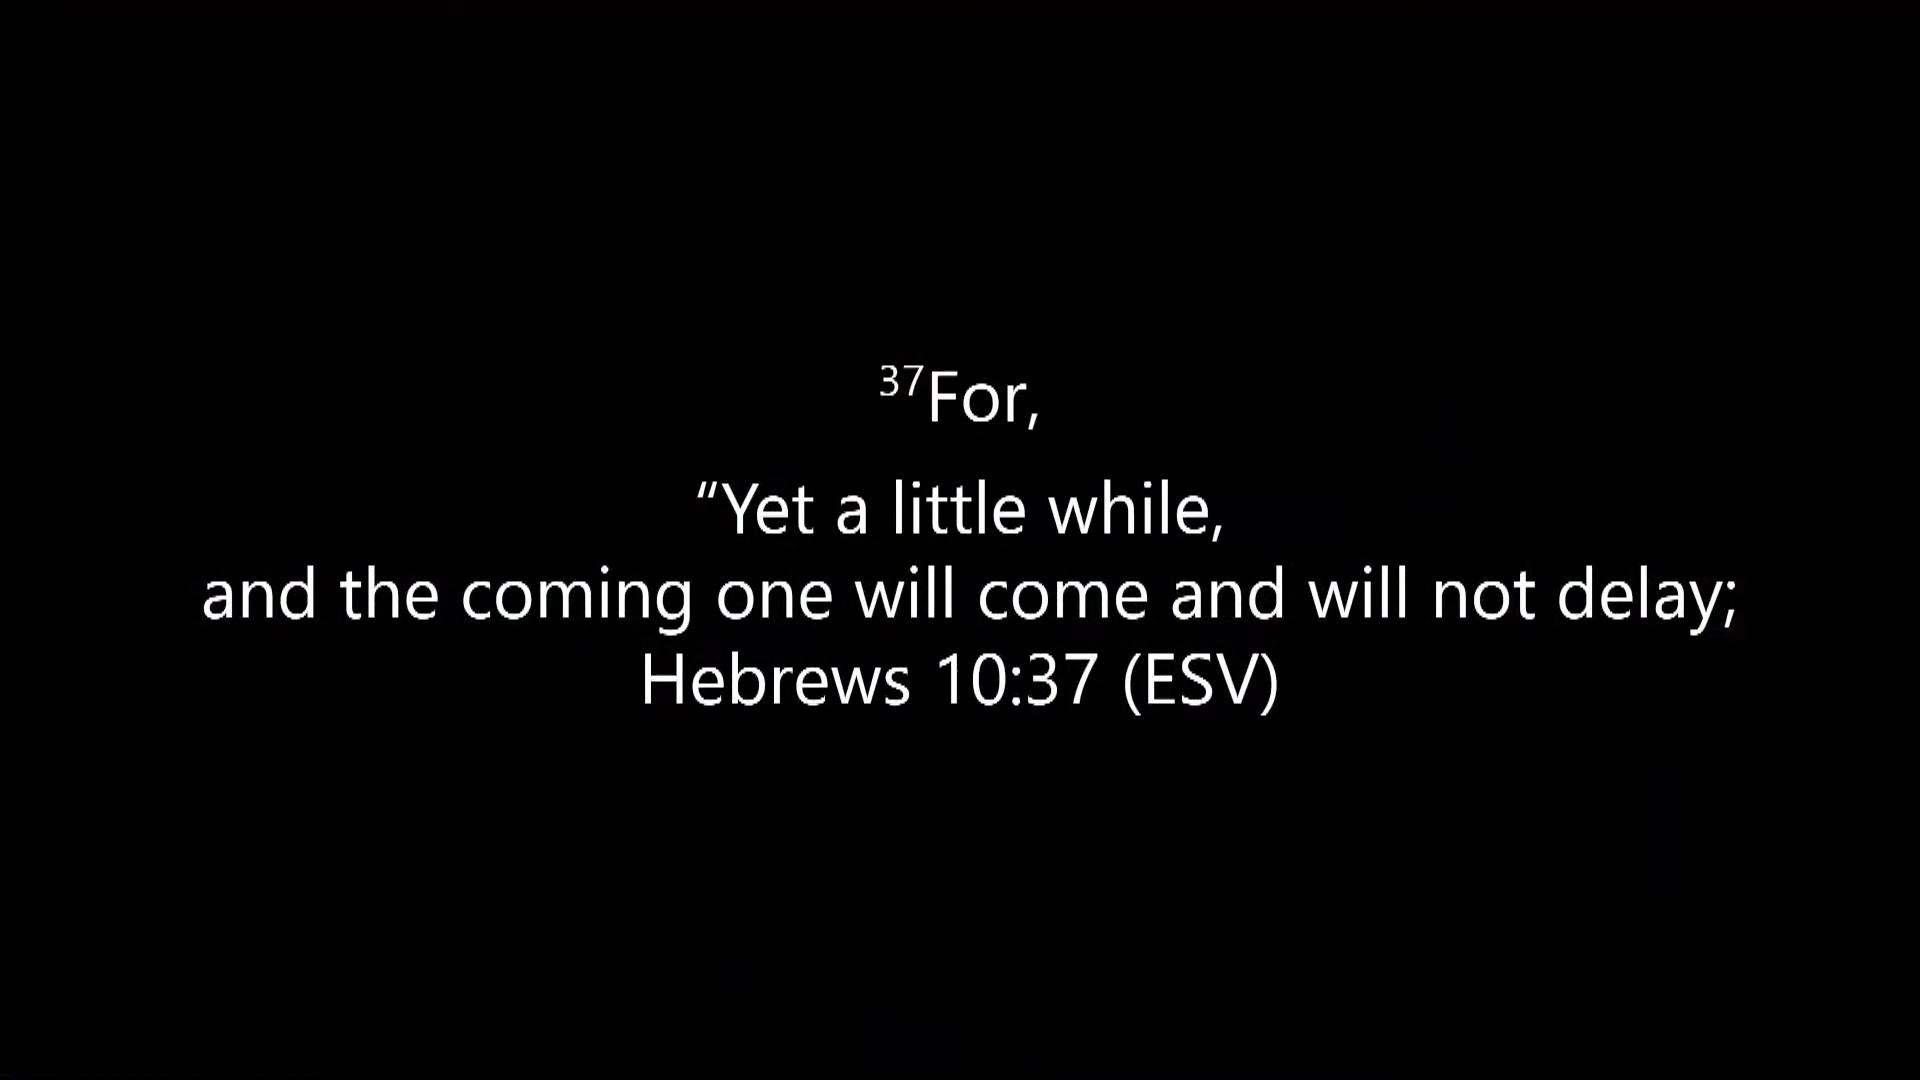 37For,
“Yet a little while,
and the coming one will come and will not delay;
Hebrews 10:37 (ESV)